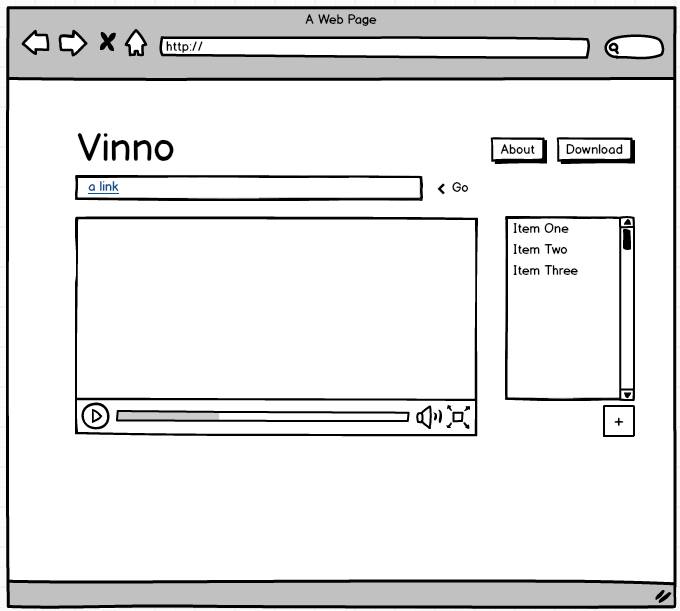 A Web Page
http://
Vinno
About
Download
a link
Go
Item One
Item Two
Item Three
+